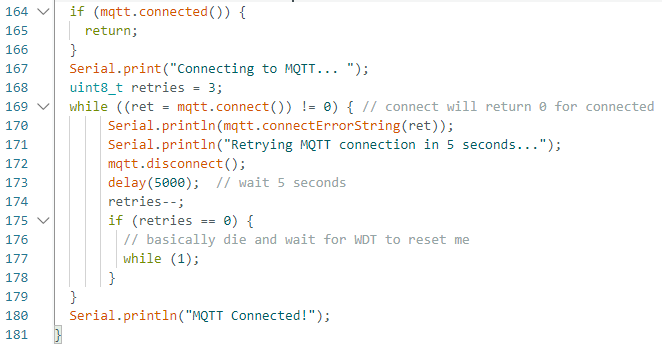 164 if (mqtt.connected()) {
165 return;
166 }
167 Serial.print("Connecting to MQTT... ");
168 uint8_t retries = 3;
169 while ((ret = mqtt.connect()) != 0) { // connect will return 0 for connected
170 Serial.println(mqtt.connectErrorString(ret));
171 Serial.println("Retrying MQTT connection in 5 seconds...");
172 mqtt.disconnect();
173 delay(5000);  // wait 5 seconds
174 retries--;
175 if (retries == 0) {
176 // basically die and wait for WDT to reset me
177 while (1);
178 }
179 }
180 Serial.println("MQTT Connected!");
181 }